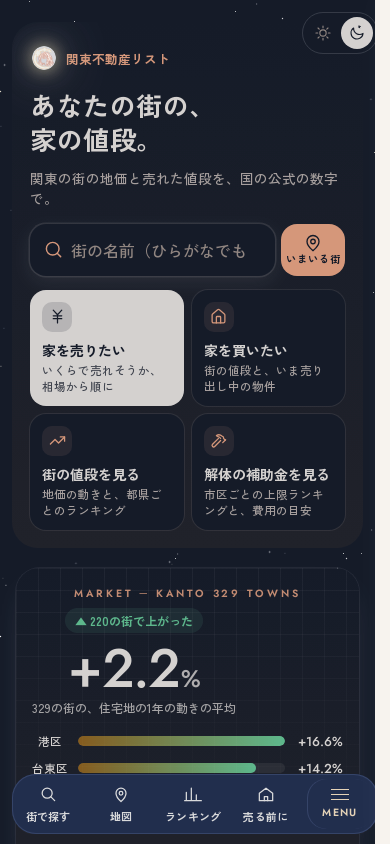 関東不動産リスト
あなたの街の、
家の値段。
関東の街の地価と売れた値段を、国の公式の数字
で。
街の名前（ひらがなでも
いまいる街
家を売りたい
いくらで売れそうか、
相場から順に
家を買いたい
街の値段と、いま売り
出し中の物件
街の値段を見る
地価の動きと、都県ご
とのランキング
解体の補助金を見る
市区ごとの上限ランキ
ングと、費用の目安
MARKET — KANTO 329 TOWNS
▲ 220の街で上がった
+2.2%
329の街、住宅地の1年の動きの平均
港区 +16.6%
台東区 +14.2%
街で探す
地図
ランキング
売る前に
MENU